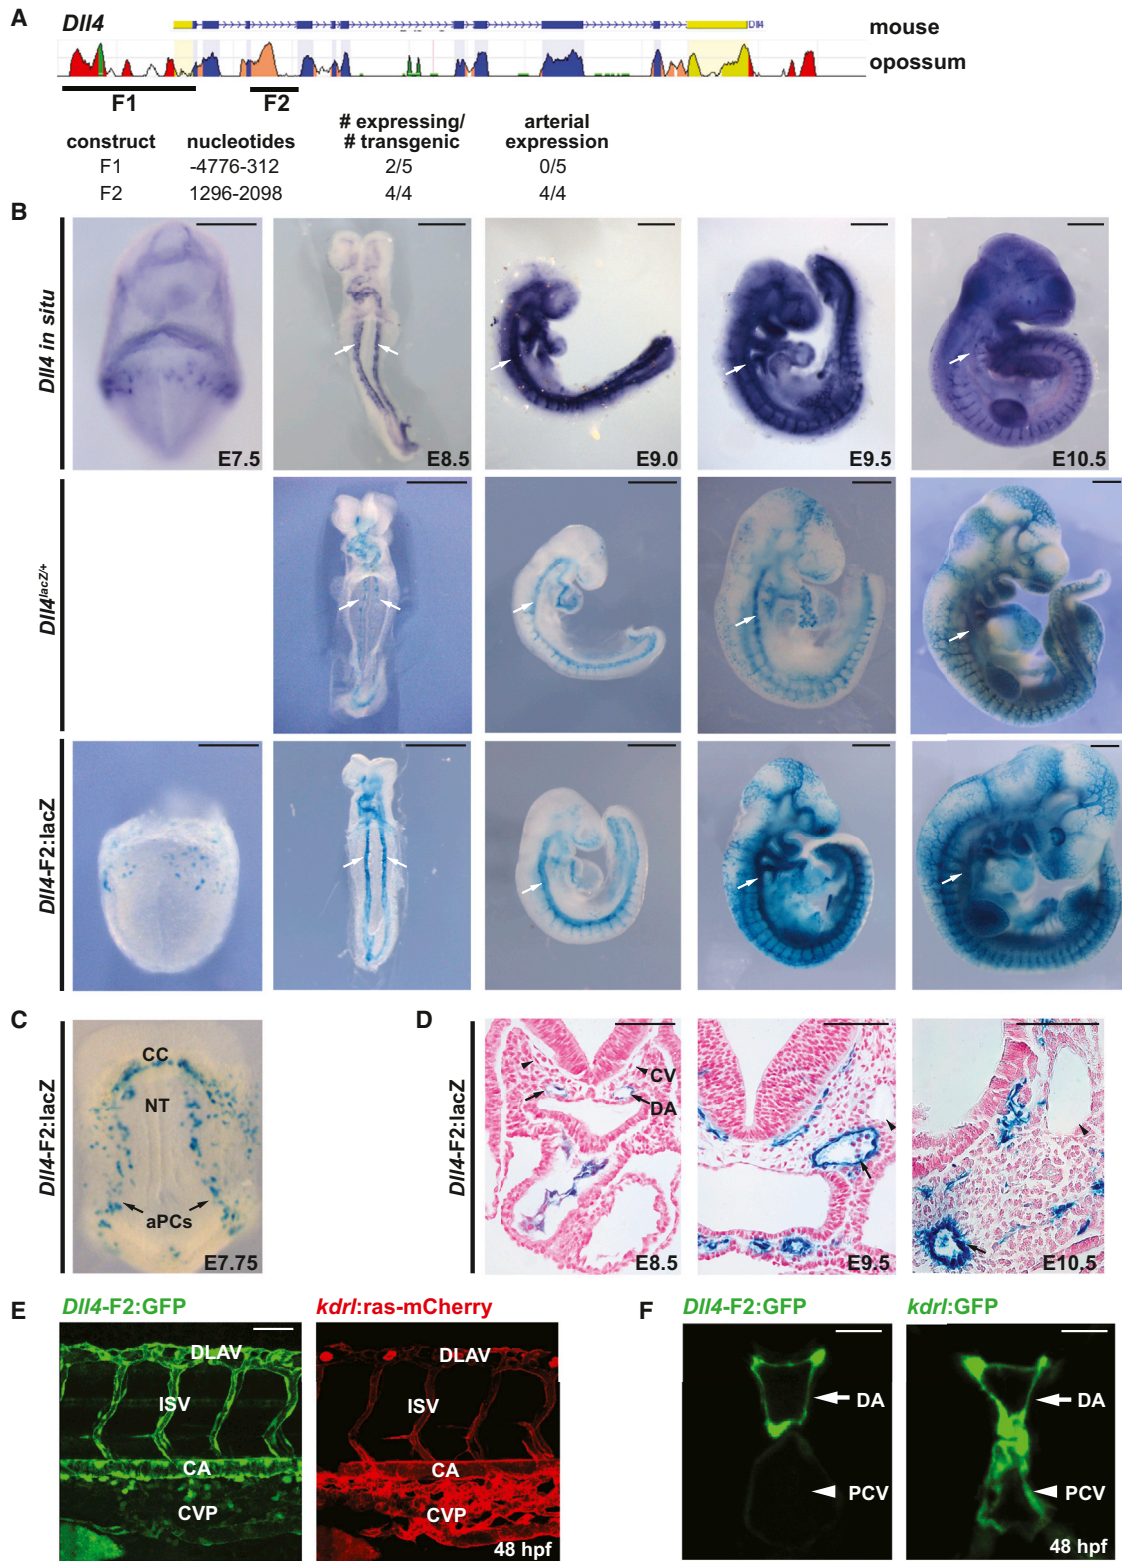 A
Dll4
Dll4
mouse
opossum
F1
F2
construct nucleotides # expressing/ # transgenic arterial expression
F1 -4776-312 2/5 0/5
F2 1296-2098 4/4 4/4
B
Dll4 in situ
E7.5
E8.5
E9.0
E9.5
E10.5
Dll4lacZ/+
Dll4-F2:lacZ
C
Dll4-F2:lacZ
CC
NT
aPCs
E7.75
D
Dll4-F2:lacZ
CV
DA
E8.5
E9.5
E10.5
E
Dll4-F2:GFP
kdrl:ras-mCherry
DLAV
ISV
CA
CVP
DLAV
ISV
CA
CVP
48 hpf
F
Dll4-F2:GFP
kdrl:GFP
DA
PCV
DA
PCV
48 hpf